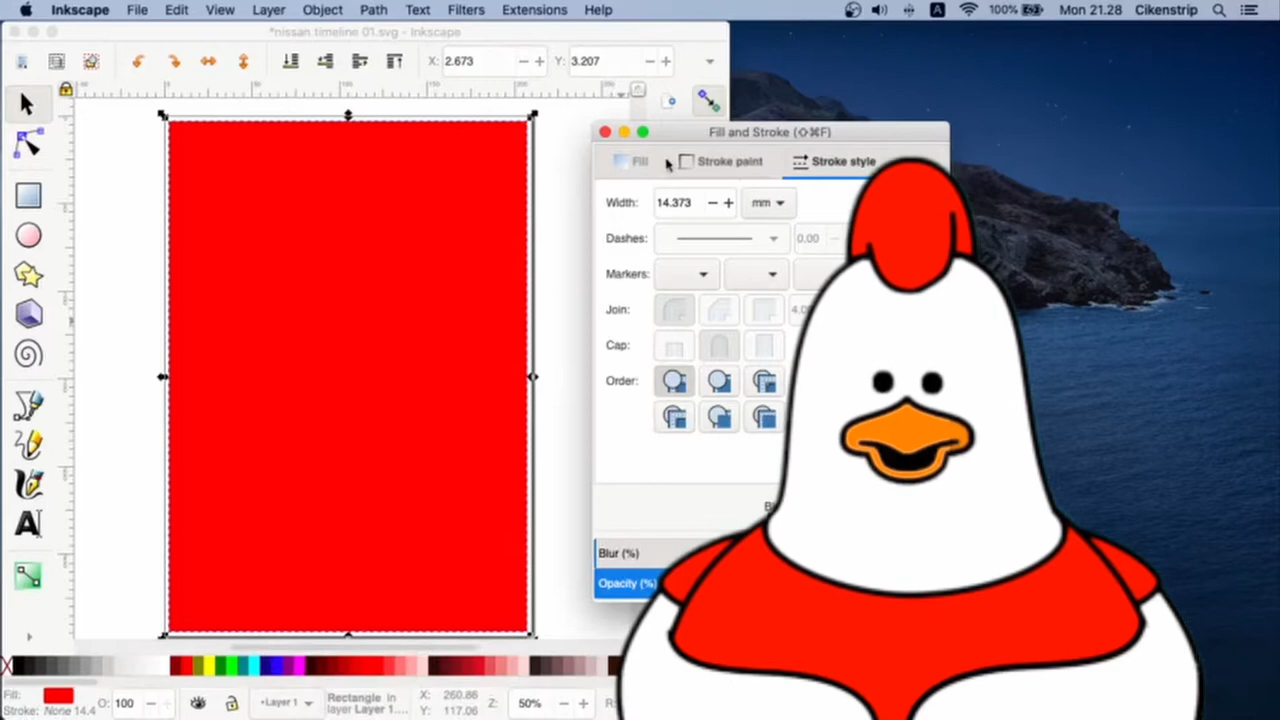 Inkscape File Edit View Layer Object Path Text Filters Extensions Help A 100% Mon 21.28 Cikenstrip
*nissan timeline 01.svg - Inkscape
X: 2.673 Y: 3.207
Fill and Stroke (⇧⌘F)
Fill Stroke paint Stroke style
Width: 14.373 mm
Dashes: 0.00
Markers:
Join:
Cap:
Order:
Blur (%)
Opacity (%)
A
Fill:
Stroke: None 14.4
O: 100
•Layer 1
Rectangle in
layer Layer 1....
X: 260.86
Y: 117.06
Z: 50%
R: